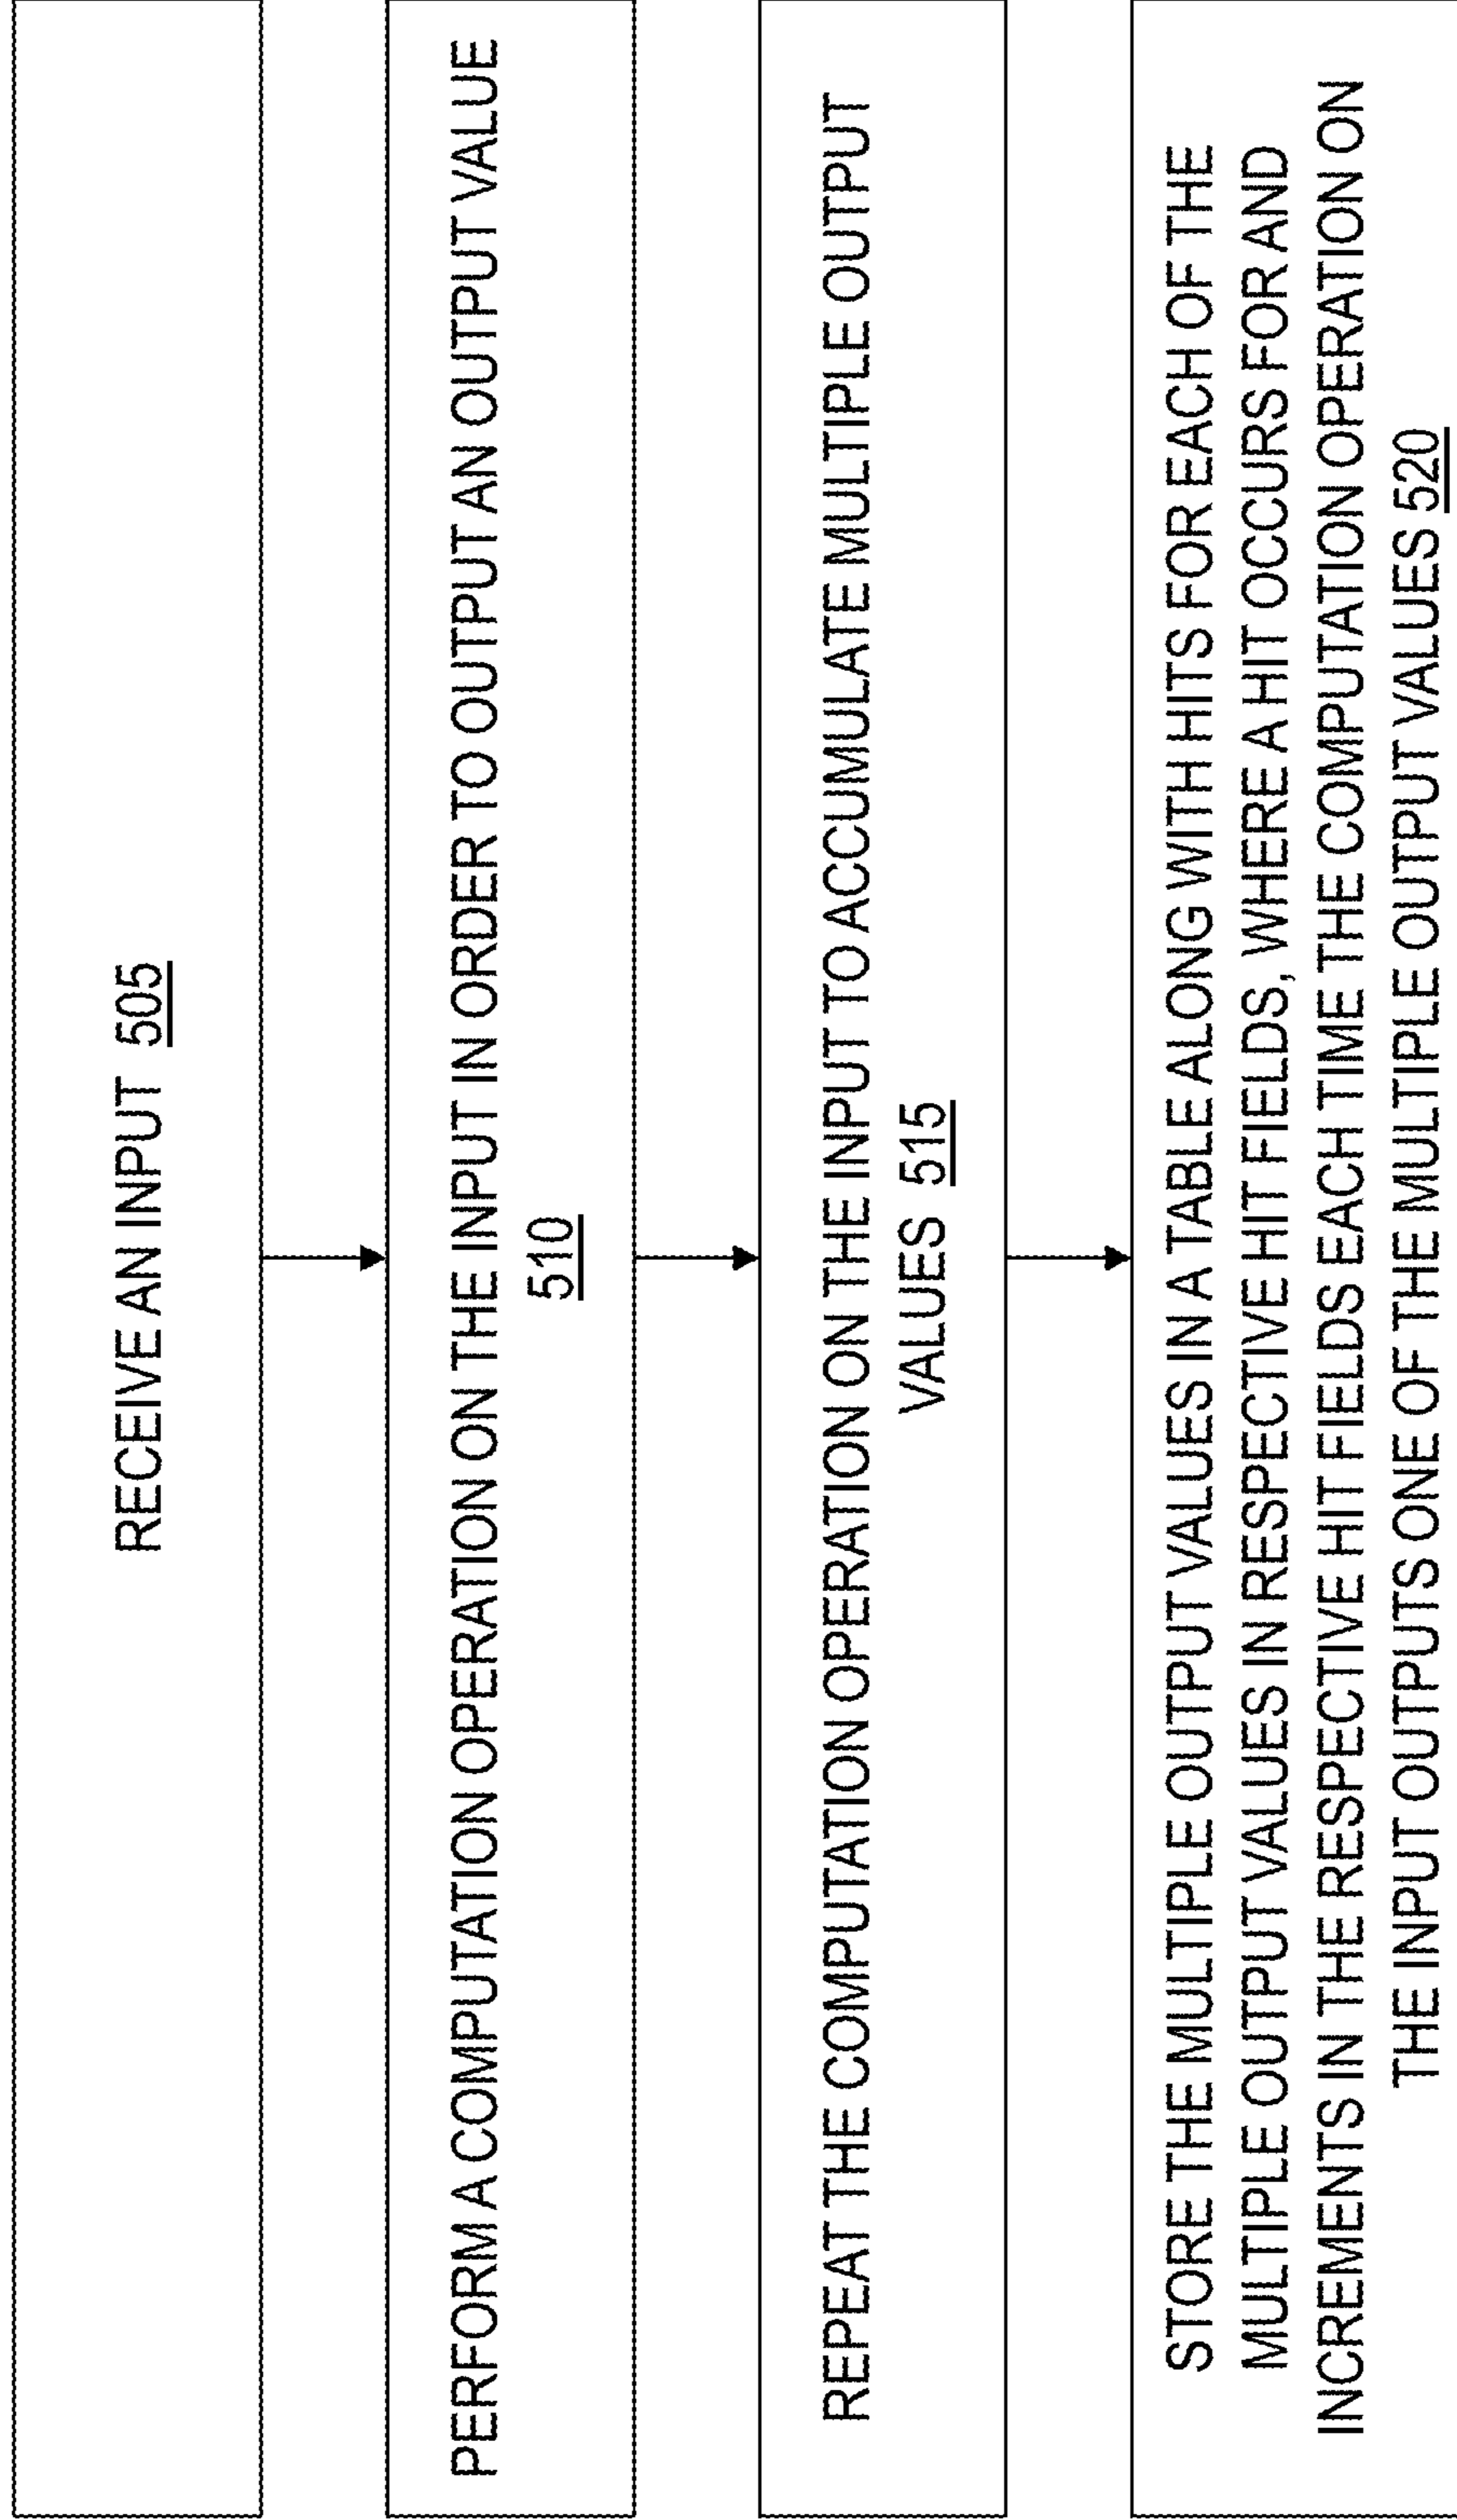 RECEIVE AN INPUT 505
PERFORM A COMPUTATION OPERATION ON THE INPUT IN ORDER TO OUTPUT AN OUTPUT VALUE
510
REPEAT THE COMPUTATION OPERATION ON THE INPUT TO ACCUMULATE MULTIPLE OUTPUT
VALUES 515
STORE THE MULTIPLE OUTPUT VALUES IN A TABLE ALONG WITH HITS FOR EACH OF THE
MULTIPLE OUTPUT VALUES IN RESPECTIVE HIT FIELDS, WHERE A HIT OCCURS FOR AND
INCREMENTS IN THE RESPECTIVE HIT FIELDS EACH TIME THE COMPUTATION OPERATION ON
THE INPUT OUTPUTS ONE OF THE MULTIPLE OUTPUT VALUES 520